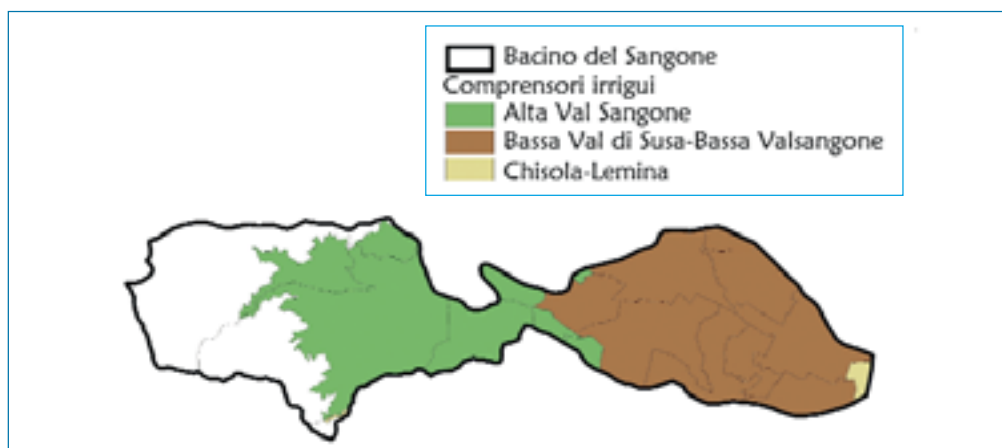 Bacino del Sangone
Comprensori irrigui
Alta Val Sangone
Bassa Val di Susa-Bassa Valsangone
Chisola-Lemina